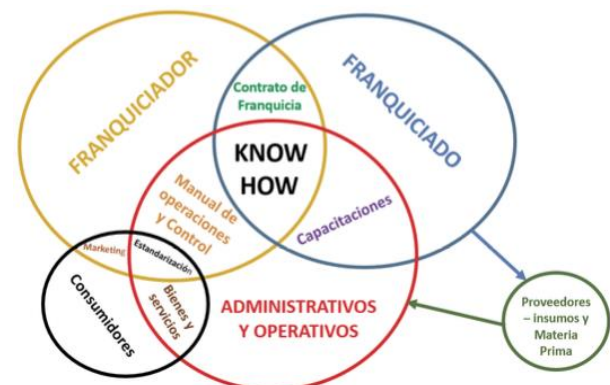 FRANQUICIADOR
Contrato de
Franquicia
FRANQUICIADO
KNOW
HOW
Manual de
operaciones
y Control
Capacitaciones
Marketing
Estandarización
Consumidores
Bienes y
servicios
ADMINISTRATIVOS
Y OPERATIVOS
Proveedores
– insumos y
Materia
Prima